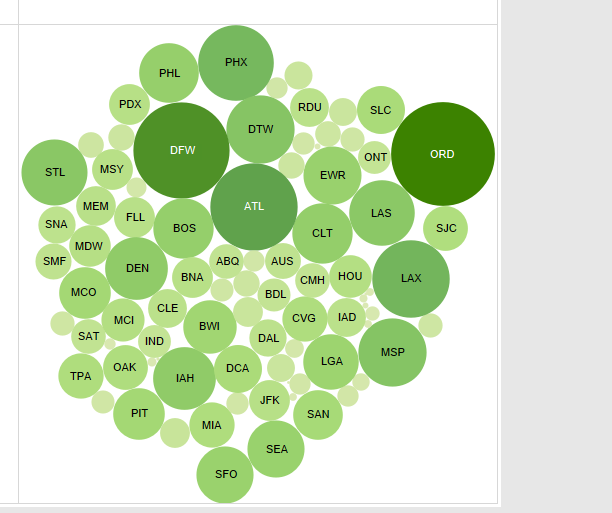 PHX
PHL
PDX
RDU
SLC
DTW
DFW
ORD
ONT
MSY
STL
EWR
MEM
ATL
LAS
FLL
SNA
BOS
SJC
CLT
MDW
SMF
ABQ
AUS
DEN
BNA
HOU
LAX
CMH
MCO
BDL
CLE
MCI
CVG
IAD
BWI
SAT
DAL
IND
MSP
LGA
OAK
DCA
TPA
IAH
JFK
PIT
SAN
MIA
SEA
SFO